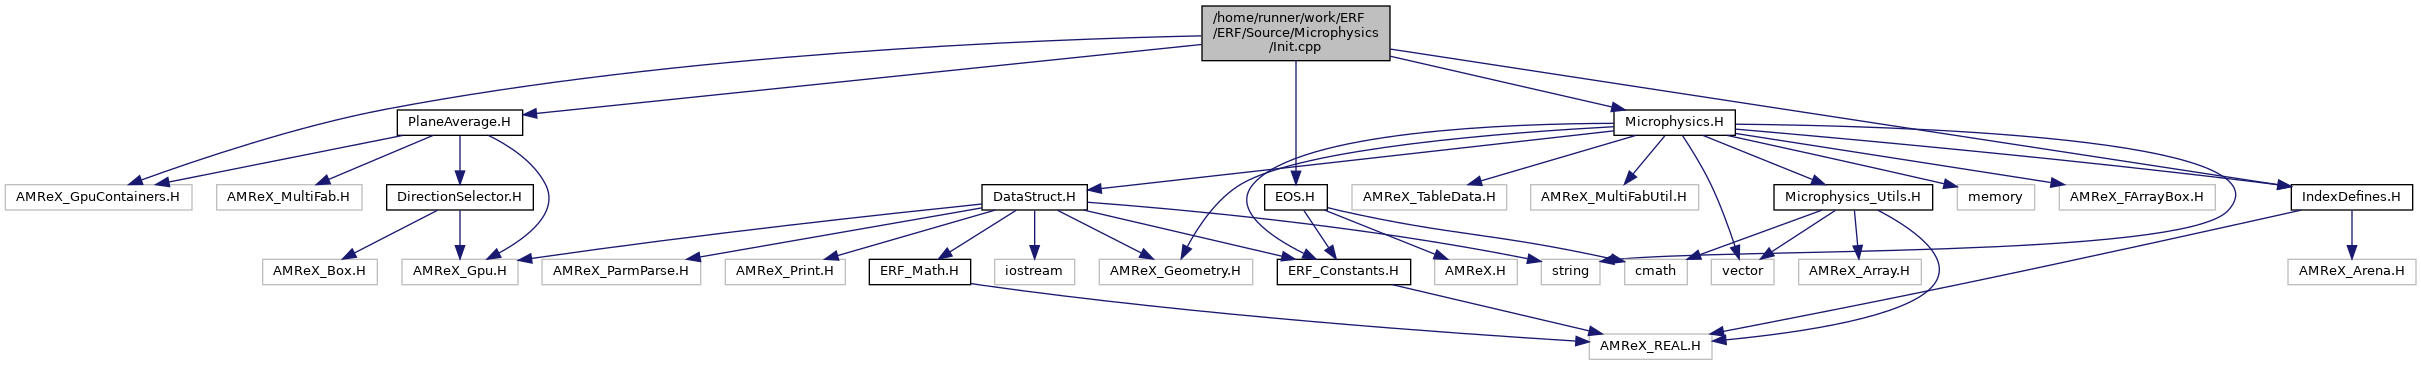 /home/runner/work/ERF
/ERF/Source/Microphysics
/Init.cpp
PlaneAverage.H
Microphysics.H
AMReX_GpuContainers.H
AMReX_MultiFab.H
DirectionSelector.H
DataStruct.H
EOS.H
AMReX_TableData.H
AMReX_MultiFabUtil.H
Microphysics_Utils.H
memory
AMReX_FArrayBox.H
IndexDefines.H
AMReX_Box.H
AMReX_Gpu.H
AMReX_ParmParse.H
AMReX_Print.H
ERF_Math.H
iostream
AMReX_Geometry.H
ERF_Constants.H
AMReX.H
string
cmath
vector
AMReX_Array.H
AMReX_Arena.H
AMReX_REAL.H